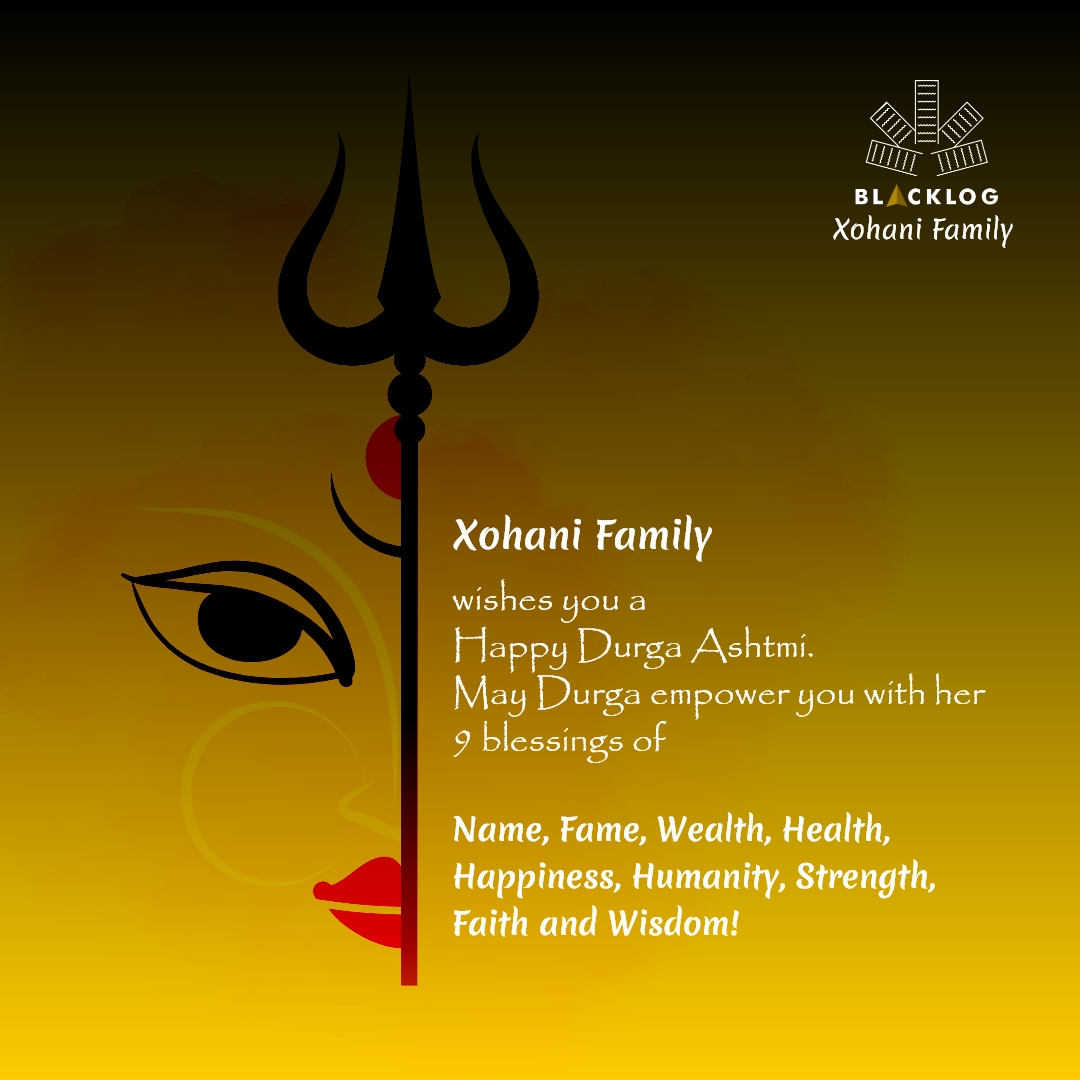 BLACKLOG
Xohani Family
Xohani Family
wishes you a
Happy Durga Ashtmi.
May Durga empower you with her
9 blessings of
Name, Fame, Wealth, Health,
Happiness, Humanity, Strength,
Faith and Wisdom!